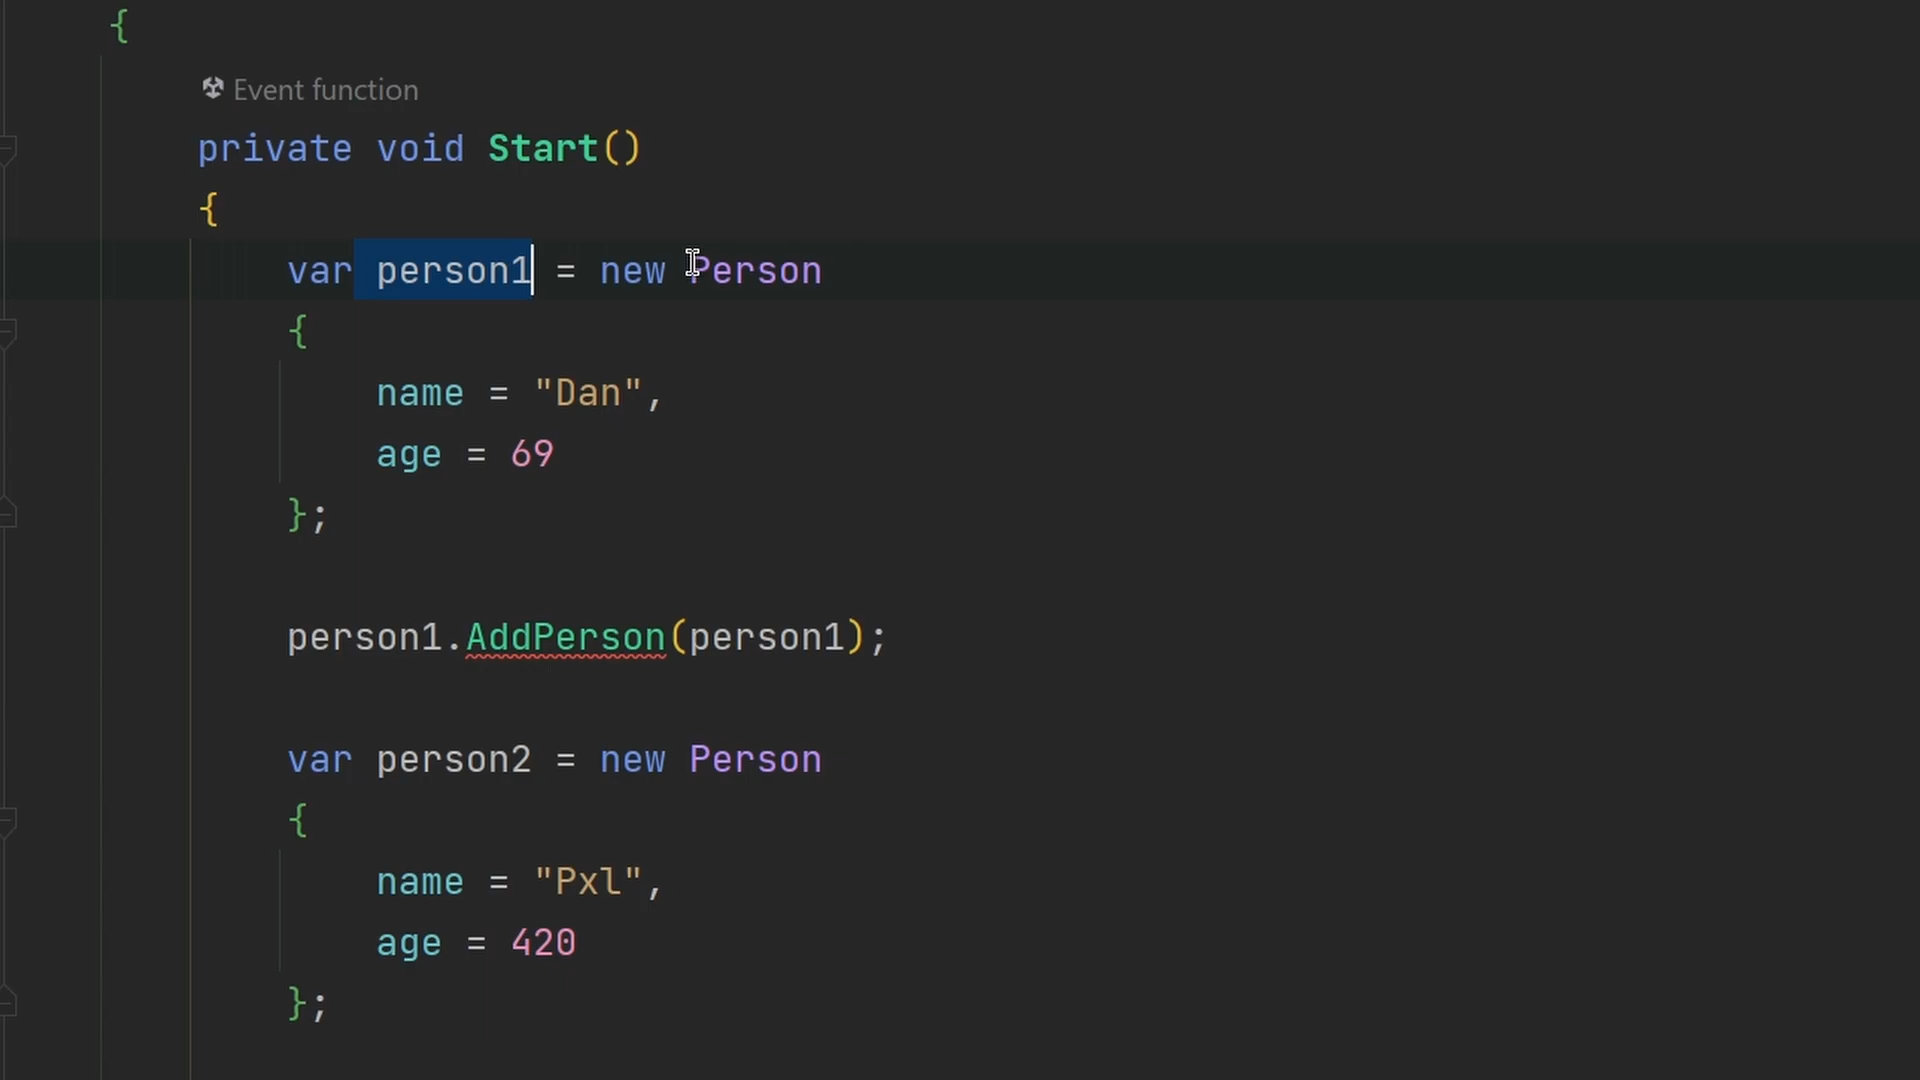 {
Event function
private void Start()
{
var person1 = new Person
{
name = "Dan",
age = 69
};
person1.AddPerson(person1);
var person2 = new Person
{
name = "Pxl",
age = 420
};